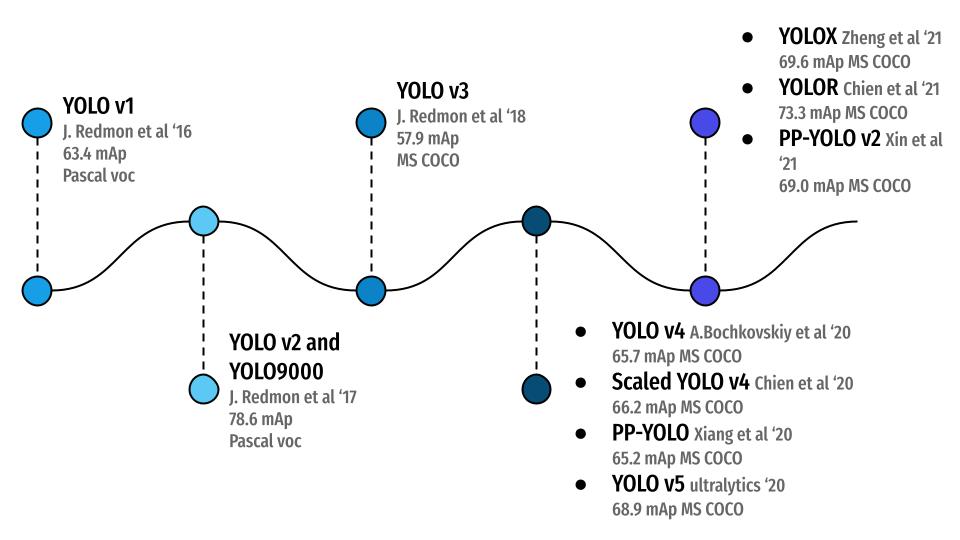 YOLO v1
J. Redmon et al ‘16
63.4 mAp
Pascal voc
YOLO v2 and
YOLO9000
J. Redmon et al ‘17
78.6 mAp
Pascal voc
YOLO v3
J. Redmon et al ‘18
57.9 mAp
MS COCO
● YOLO v4 A.Bochkovskiy et al ‘20
65.7 mAp MS COCO
● Scaled YOLO v4 Chien et al ‘20
66.2 mAp MS COCO
● PP-YOLO Xiang et al ‘20
65.2 mAp MS COCO
● YOLO v5 ultralytics ‘20
68.9 mAp MS COCO
● YOLOX Zheng et al ‘21
69.6 mAp MS COCO
● YOLOR Chien et al ‘21
73.3 mAp MS COCO
● PP-YOLO v2 Xin et al
‘21
69.0 mAp MS COCO